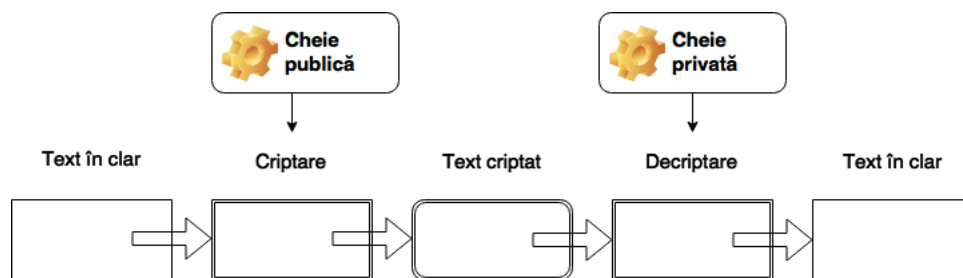 Cheie
publică
Cheie
privată
Text în clar
Criptare
Text criptat
Decriptare
Text în clar